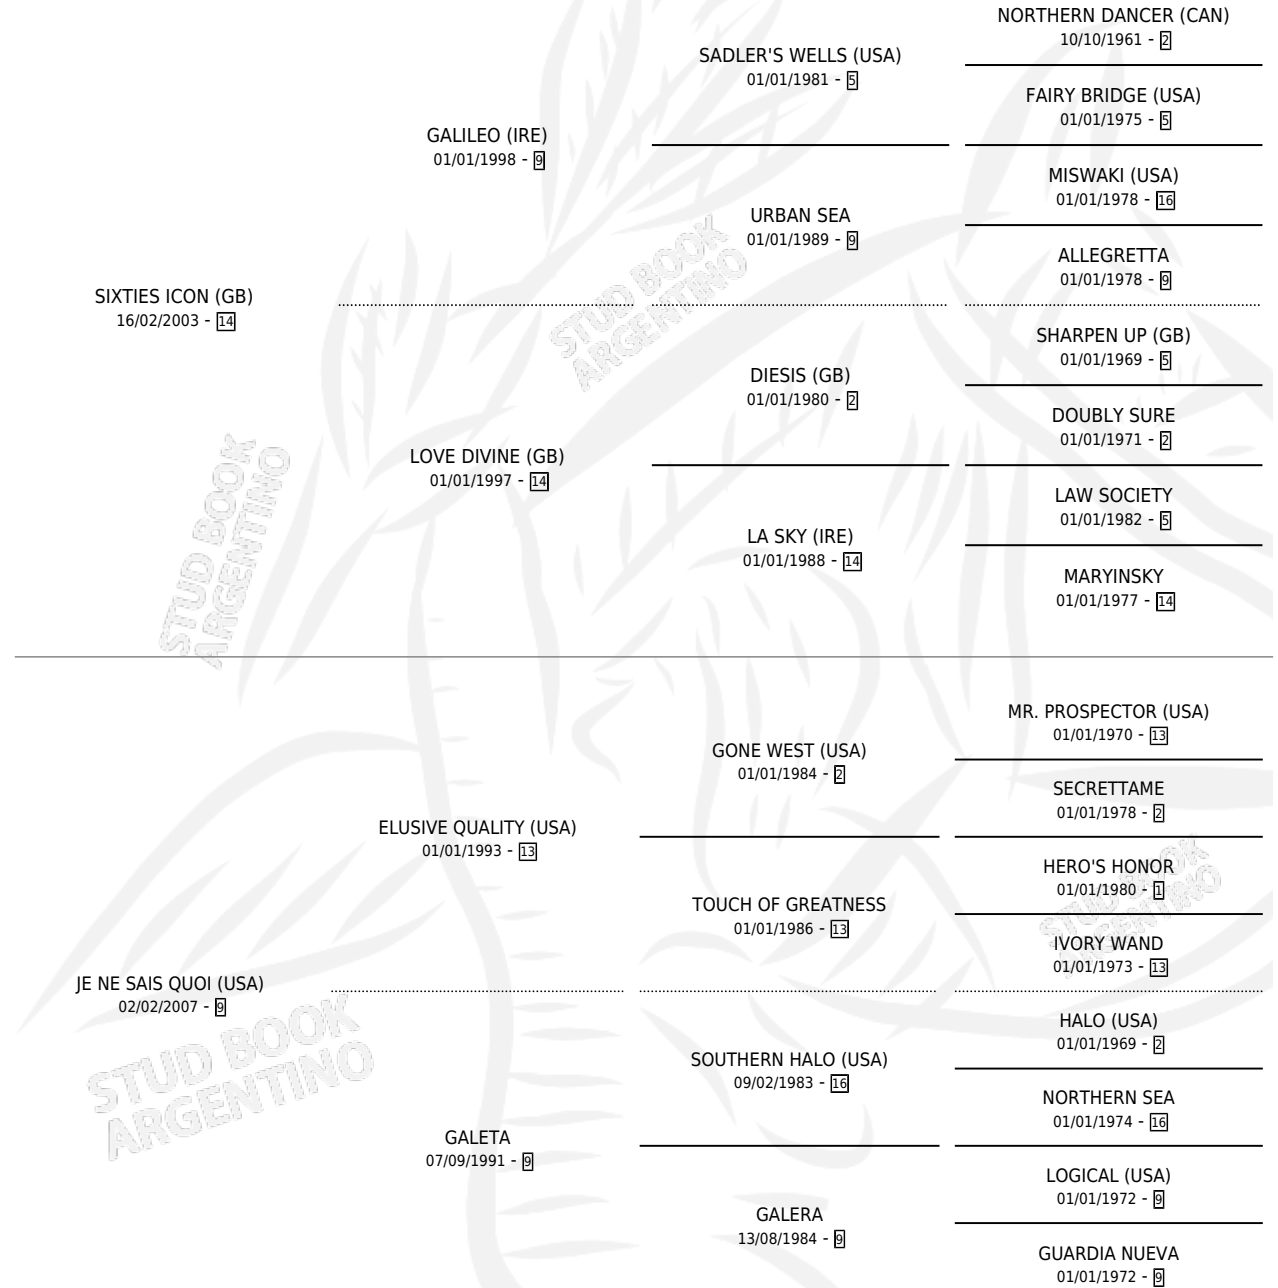 NORTHERN DANCER (CAN)
10/10/1961 - 2
SADLER'S WELLS (USA)
01/01/1981 - 5
FAIRY BRIDGE (USA)
01/01/1975 - 5
GALILEO (IRE)
01/01/1998 - 9
MISWAKI (USA)
01/01/1978 - 16
URBAN SEA
01/01/1989 - 9
ALLEGRETTA
01/01/1978 - 9
SIXTIES ICON (GB)
16/02/2003 - 14
STUD BOOK
ARGENTINO
SHARPEN UP (GB)
01/01/1969 - 5
DIESIS (GB)
01/01/1980 - 2
DOUBLY SURE
01/01/1971 - 2
LOVE DIVINE (GB)
01/01/1997 - 14
STUD BOOK
ARGENTINO
LAW SOCIETY
01/01/1982 - 5
LA SKY (IRE)
01/01/1988 - 14
MARYINSKY
01/01/1977 - 14
MR. PROSPECTOR (USA)
01/01/1970 - 13
GONE WEST (USA)
01/01/1984 - 2
SECRETTAME
01/01/1978 - 2
ELUSIVE QUALITY (USA)
01/01/1993 - 13
HERO'S HONOR
01/01/1980 - 1
STUD BOOK
ARGENTINO
TOUCH OF GREATNESS
01/01/1986 - 13
IVORY WAND
01/01/1973 - 13
JE NE SAIS QUOI (USA)
02/02/2007 - 9
STUD BOOK
ARGENTINO
HALO (USA)
01/01/1969 - 2
SOUTHERN HALO (USA)
09/02/1983 - 16
NORTHERN SEA
01/01/1974 - 16
GALETA
07/09/1991 - 9
LOGICAL (USA)
01/01/1972 - 9
GALERA
13/08/1984 - 9
GUARDIA NUEVA
01/01/1972 - 9